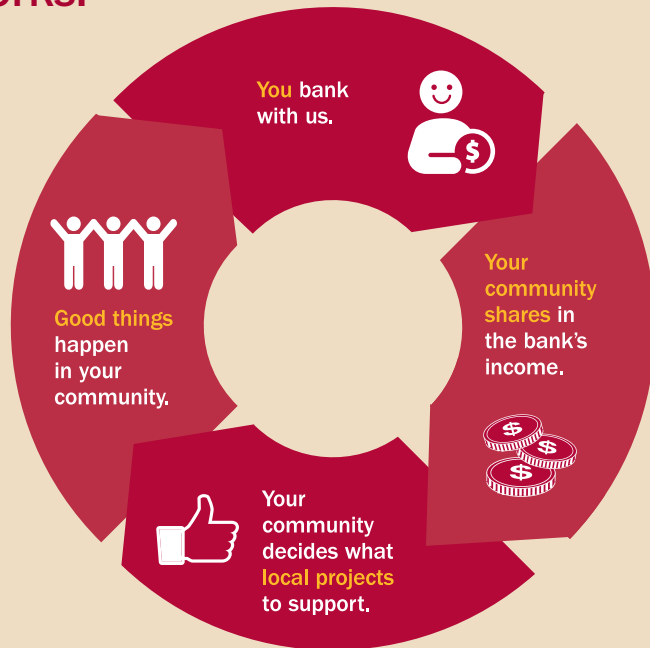 You bank
with us.
Your
community
shares in
the bank's
income.
Your
community
decides what
local projects
to support.
Good things
happen
in your
community.